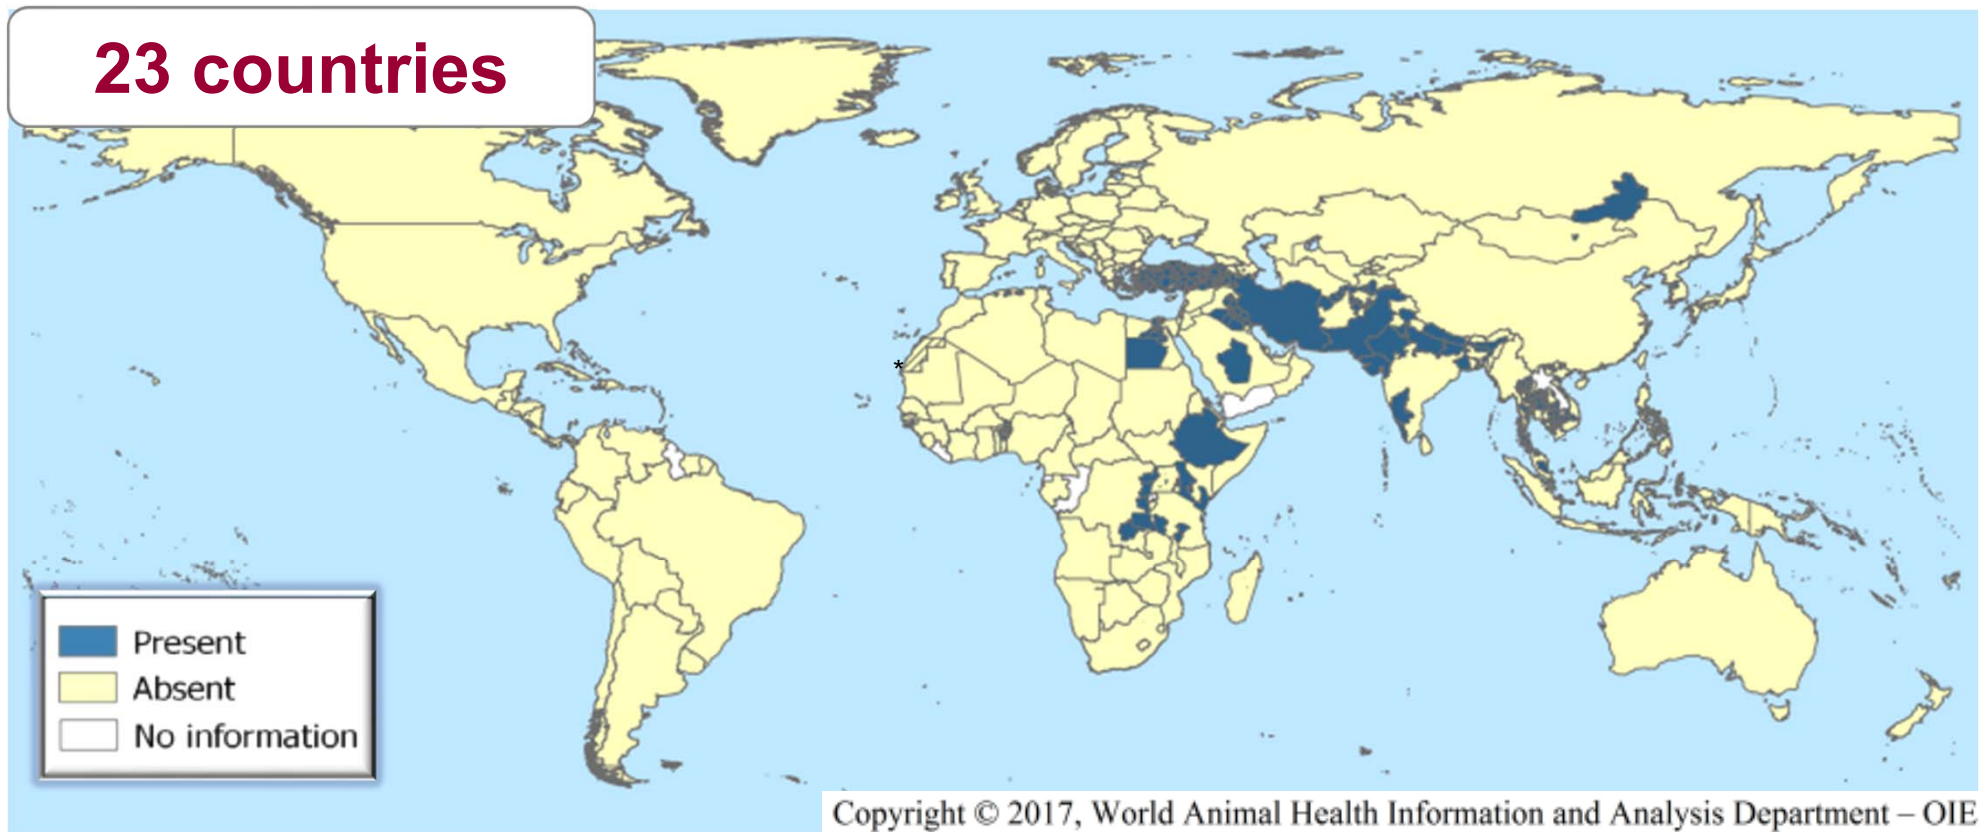 23 countries
*
Present
Absent
No information
Copyright © 2017, World Animal Health Information and Analysis Department – OIE